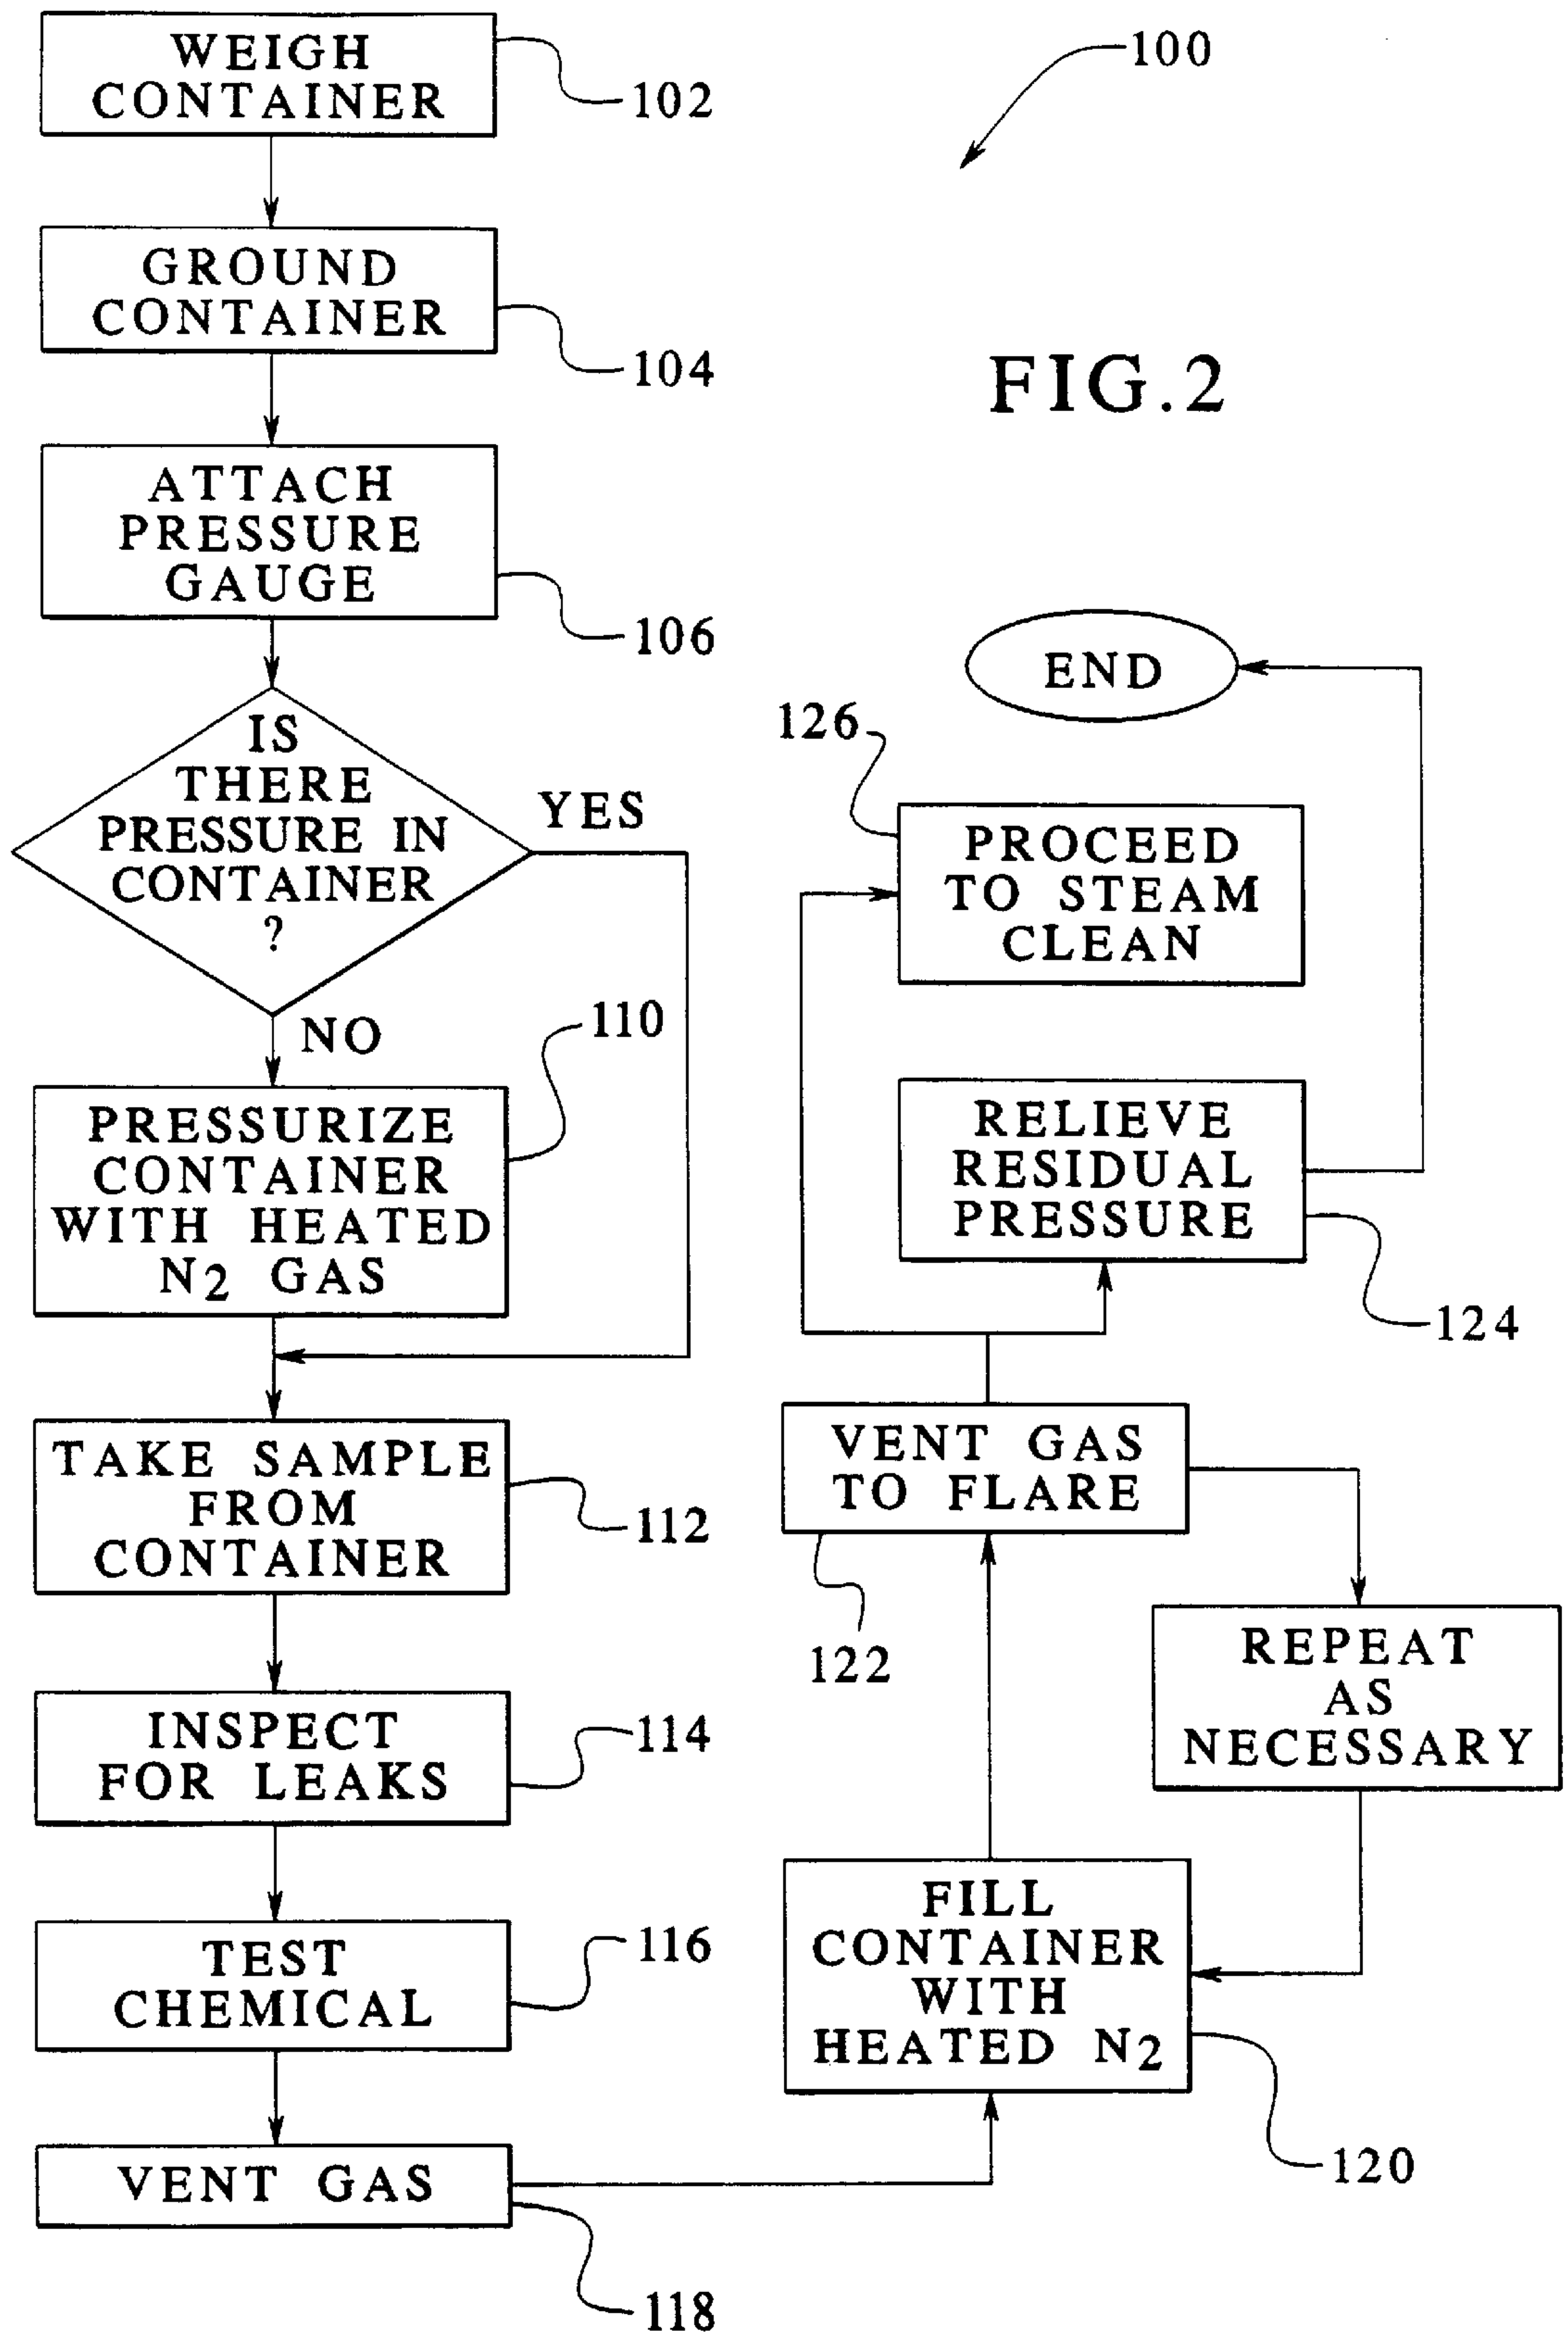 WEIGH
CONTAINER
102
100
GROUND
CONTAINER
104
FIG.2
ATTACH
PRESSURE
GAUGE
106
IS
THERE
PRESSURE IN
CONTAINER
?
YES
NO
PRESSURIZE
CONTAINER
WITH HEATED
N2 GAS
110
TAKE SAMPLE
FROM
CONTAINER
112
INSPECT
FOR LEAKS
114
TEST
CHEMICAL
116
VENT GAS
118
END
126
PROCEED
TO STEAM
CLEAN
RELIEVE
RESIDUAL
PRESSURE
124
VENT GAS
TO FLARE
122
REPEAT
AS
NECESSARY
FILL
CONTAINER
WITH
HEATED N2
120